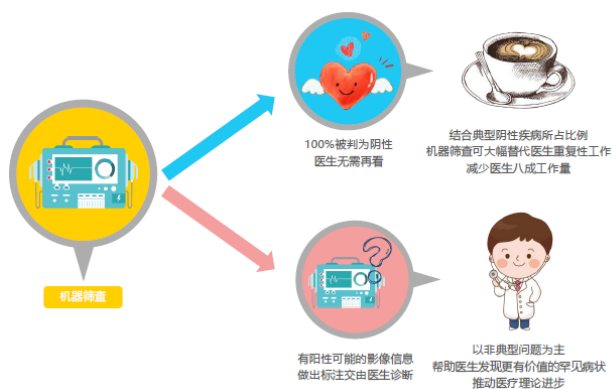 100%被判为阴性
医生无需再看
结合典型阴性疾病所占比例
机器筛查可大幅替代医生重复性工作
减少医生八成工作量
机器筛查
有阳性可能的影像信息
做出标注交由医生诊断
以非典型问题为主
帮助医生发现更有价值的罕见病状
推动医疗理论进步